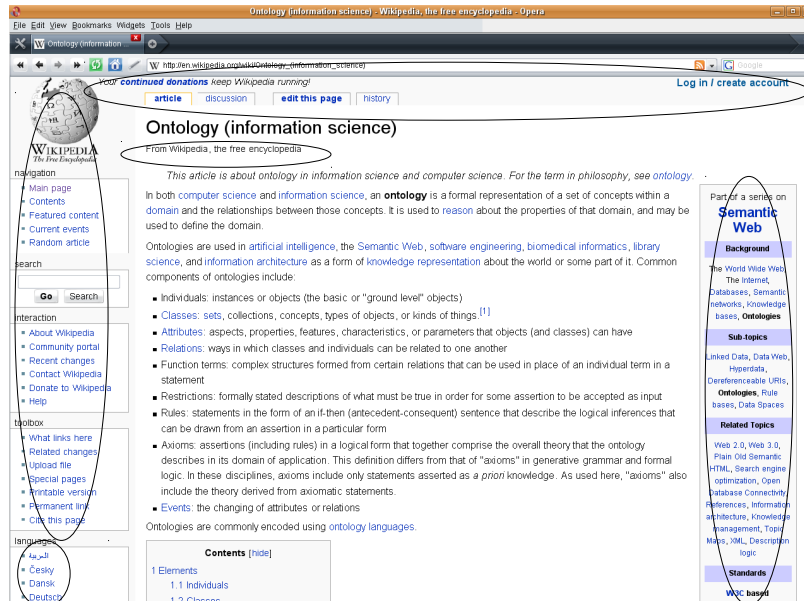 Ontology (information science) - Wikipedia, the free encyclopedia - Opera
File Edit View Bookmarks Widgets Tools Help
Ontology (information ...
http://en.wikipedia.org/wiki/Ontology_(information_science)
Google
Your continued donations keep Wikipedia running!
Log in / create account
article discussion edit this page history
WIKIPEDIA
The Free Encyclopedia
navigation
Main page
Contents
Featured content
Current events
Random article
search
Go Search
interaction
About Wikipedia
Community portal
Recent changes
Contact Wikipedia
Donate to Wikipedia
Help
toolbox
What links here
Related changes
Upload file
Special pages
Printable version
Permanent link
Cite this page
languages
العربية
Česky
Dansk
Deutsch
Ontology (information science)
From Wikipedia, the free encyclopedia
This article is about ontology in information science and computer science. For the term in philosophy, see ontology.
In both computer science and information science, an ontology is a formal representation of a set of concepts within a
domain and the relationships between those concepts. It is used to reason about the properties of that domain, and may be
used to define the domain.
Ontologies are used in artificial intelligence, the Semantic Web, software engineering, biomedical informatics, library
science, and information architecture as a form of knowledge representation about the world or some part of it. Common
components of ontologies include:
Individuals: instances or objects (the basic or "ground level" objects)
Classes: sets, collections, concepts, types of objects, or kinds of things.[1]
Attributes: aspects, properties, features, characteristics, or parameters that objects (and classes) can have
Relations: ways in which classes and individuals can be related to one another
Function terms: complex structures formed from certain relations that can be used in place of an individual term in a
statement
Restrictions: formally stated descriptions of what must be true in order for some assertion to be accepted as input
Rules: statements in the form of an if-then (antecedent-consequent) sentence that describe the logical inferences that
can be drawn from an assertion in a particular form
Axioms: assertions (including rules) in a logical form that together comprise the overall theory that the ontology
describes in its domain of application. This definition differs from that of "axioms" in generative grammar and formal
logic. In these disciplines, axioms include only statements asserted as a priori knowledge. As used here, "axioms" also
include the theory derived from axiomatic statements.
Events: the changing of attributes or relations
Ontologies are commonly encoded using ontology languages.
Contents [hide]
1 Elements
1.1 Individuals
1.2 Classes
Part of a series on
Semantic
Web
Background
The World Wide Web
The Internet,
Databases, Semantic
networks, Knowledge
bases, Ontologies
Sub-topics
Linked Data, Data Web,
Hyperdata,
Dereferenceable URIs,
Ontologies, Rule
bases, Data Spaces
Related Topics
Web 2.0, Web 3.0,
Plain Old Semantic
HTML, Search engine
optimization, Open
Database Connectivity,
References, Information
architecture, Knowledge
management, Topic
Maps, XML, Description
logic
Standards
W3C based